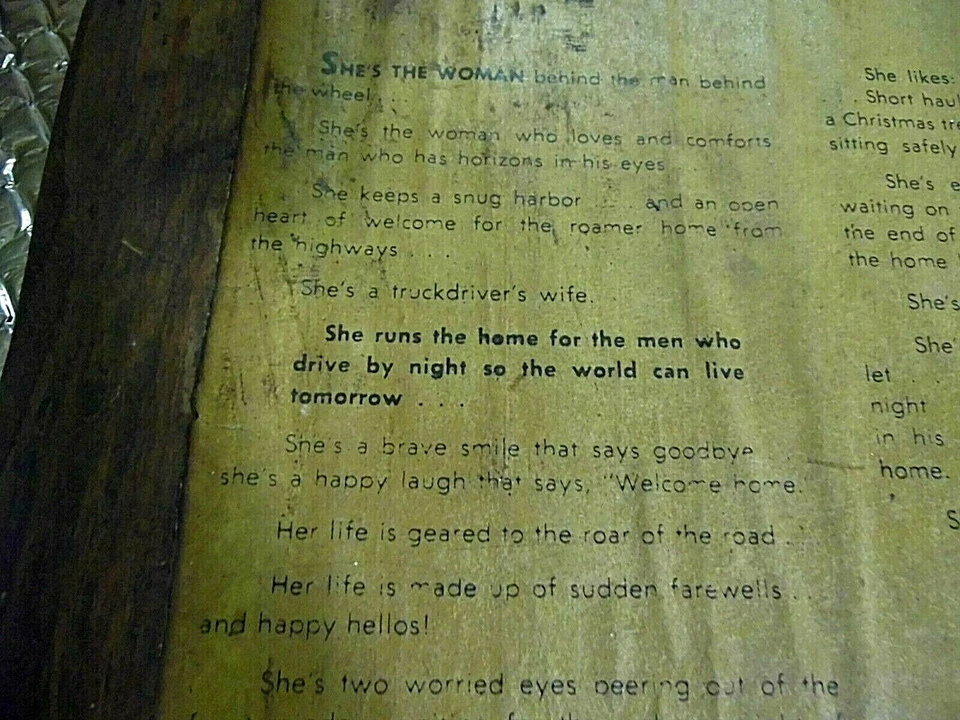 SHE'S THE WOMAN behind the man behind
the wheel . . .
She's the woman who loves and comforts
the man who has horizons in his eyes
She keeps a snug harbor . . . and an open
heart of welcome for the roamer home from
the highways . . .
She's a truckdriver's wife.
She runs the home for the men who
drive by night so the world can live
tomorrow . . .
She's a brave smile that says goodbye . .
she's a happy laugh that says, "Welcome home.
Her life is geared to the roar of the road .
Her life is made up of sudden farewells . .
and happy hellos!
She's two worried eyes peering out of the
She likes:
. . Short
a Christmas
sitting safely
She's
waiting on
the end of
the home
She's
She'
let . .
night
in his
home.